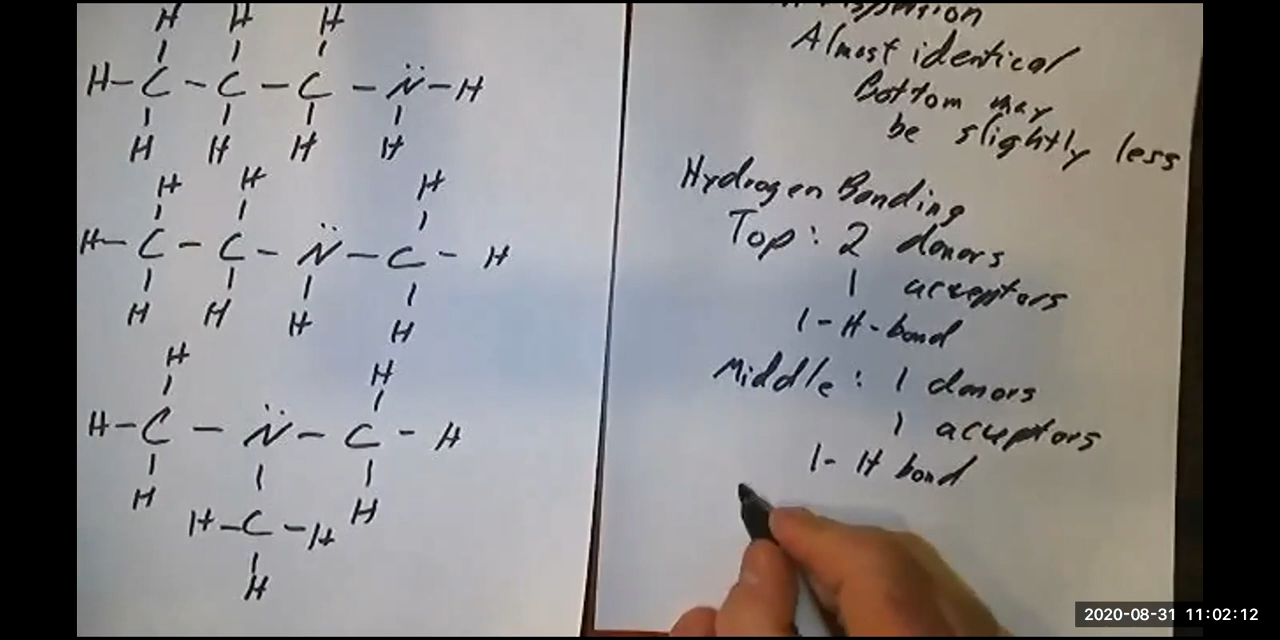 H H H
H-C-C-C-N-H
H H H H
H H H
H-C-C-N-C-H
H H H H
H H
H-C-N-C-H
H H
H-C-H
H
Almost identical
Bottom may
be slightly less
Hydrogen Bonding
Top: 2 donors
1 acceptors
1-H-bond
Middle: 1 donors
1 acceptors
1-H bond
2020-08-31 11:02:12